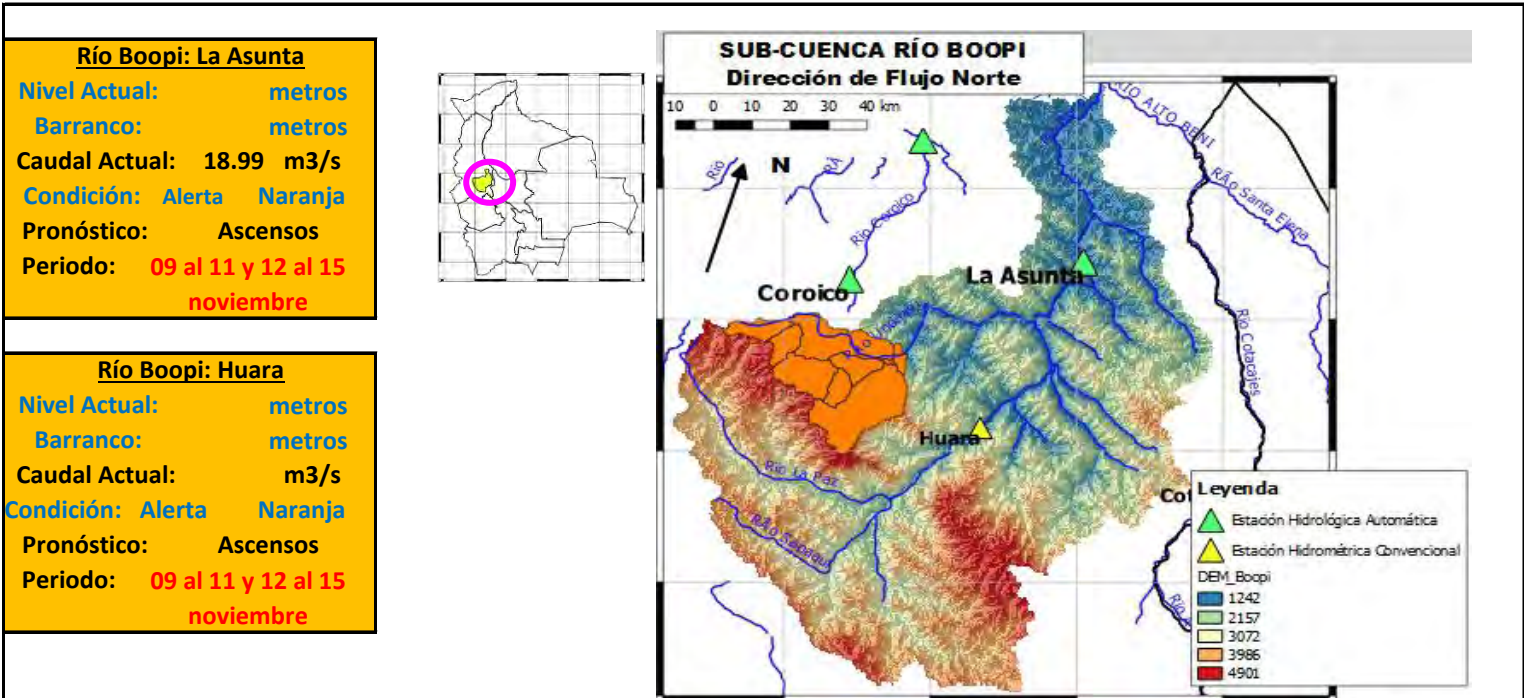 Río Boopi: La Asunta
Nivel Actual: metros
Barranco: metros
Caudal Actual: 18.99 m3/s
Condición: Alerta Naranja
Pronóstico: Ascensos
Periodo: 09 al 11 y 12 al 15
noviembre
Río Boopi: Huara
Nivel Actual: metros
Barranco: metros
Caudal Actual: m3/s
Condición: Alerta Naranja
Pronóstico: Ascensos
Periodo: 09 al 11 y 12 al 15
noviembre
SUB-CUENCA RÍO BOOPI
Dirección de Flujo Norte
10 0 10 20 30 40 km
N
Río
RÃ
Río Coroico
RIO ALTO BENI
RÃo Santa Elena
Río Cotacajes
La Asunta
Coroico
Huara
Río La Paz
RÃo Sapaqui
Cot
Leyenda
Estación Hidrológica Automática
Estación Hidrométrica Convencional
DEM_Boopi
1242
2157
3072
3986
4901